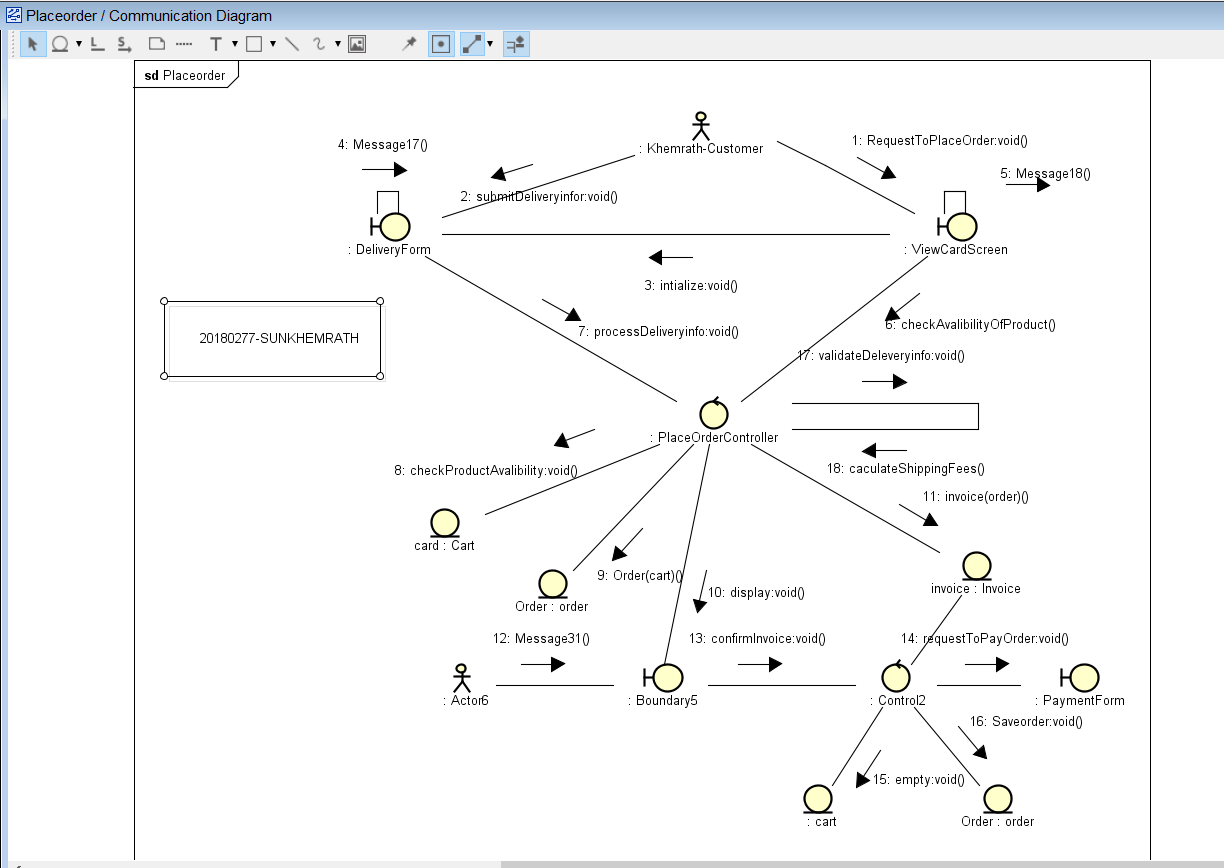 Placeorder / Communication Diagram
sd Placeorder
4: Message17()
: Khemrath-Customer
1: RequestToPlaceOrder:void()
5: Message18()
2: submitDeliveryinfor:void()
: DeliveryForm
: ViewCardScreen
3: intialize:void()
20180277-SUNKHEMRATH
7: processDeliveryinfo:void()
6: checkAvalibilityOfProduct()
17: validateDeleveryinfo:void()
: PlaceOrderController
8: checkProductAvalibility:void()
18: caculateShippingFees()
11: invoice(order)()
card : Cart
9: Order(cart)()
10: display:void()
invoice : Invoice
Order : order
12: Message31()
13: confirmInvoice:void()
14: requestToPayOrder:void()
: Actor6
: Boundary5
: Control2
: PaymentForm
16: Saveorder:void()
15: empty:void()
: cart
Order : order